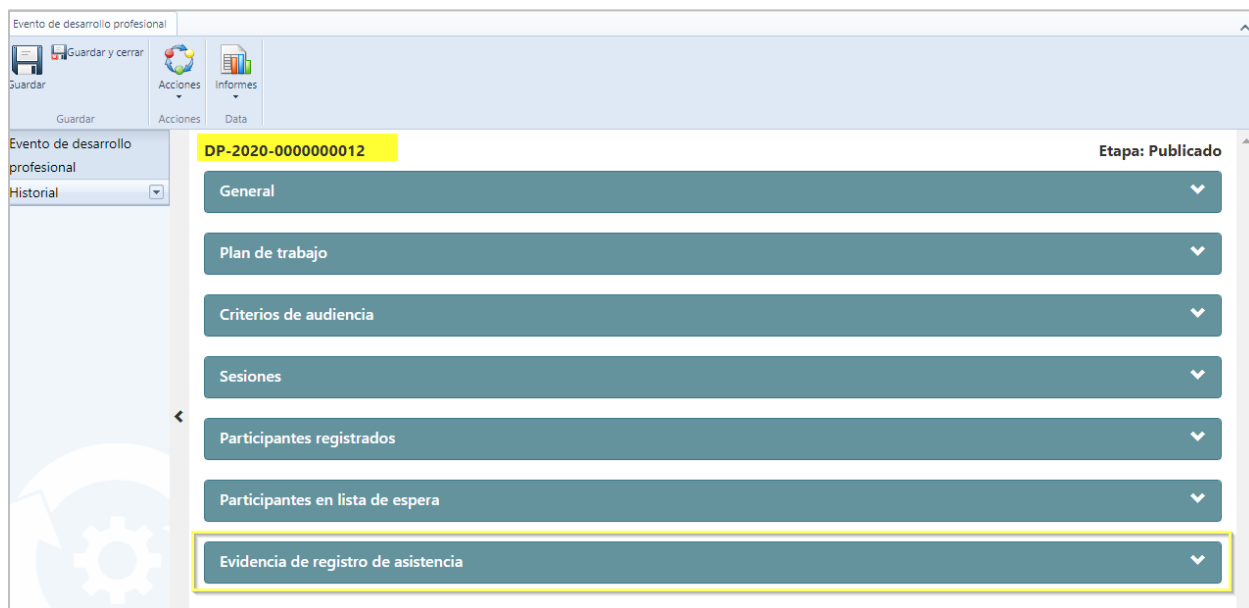 Evento de desarrollo profesional
Guardar y cerrar
Guardar
Acciones
Informes
Guardar
Acciones
Data
Evento de desarrollo
profesional
Historial
DP-2020-0000000012
Etapa: Publicado
General
Plan de trabajo
Criterios de audiencia
Sesiones
Participantes registrados
Participantes en lista de espera
Evidencia de registro de asistencia